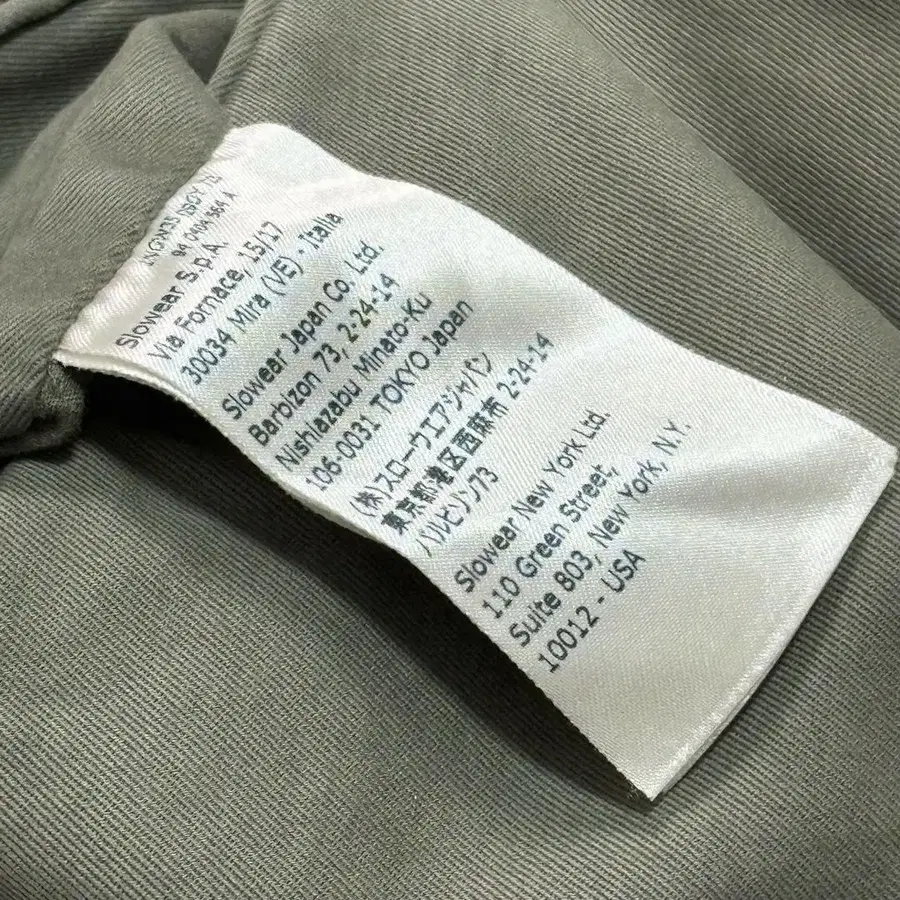 94 0404 564 A
Slowear S.p.A.
Via Fornace, 15/17
30034 Mira (VE) - Italia
Slowear Japan Co. Ltd.
Barbizon 73, 2-24-14
Nishiazabu Minato-Ku
106-0031 TOKYO Japan
(株)スローウエアジャパン
東京都港区西麻布 2-24-14
バルビゾン73
Slowear New York Ltd.
110 Green Street,
Suite 803, New York, N.Y.
10012 - USA